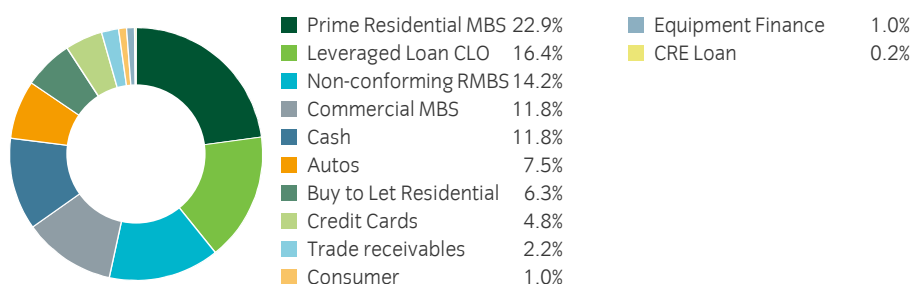 Prime Residential MBS 22.9%
Leveraged Loan CLO 16.4%
Non-conforming RMBS 14.2%
Commercial MBS 11.8%
Cash 11.8%
Autos 7.5%
Buy to Let Residential 6.3%
Credit Cards 4.8%
Trade receivables 2.2%
Consumer 1.0%
Equipment Finance 1.0%
CRE Loan 0.2%